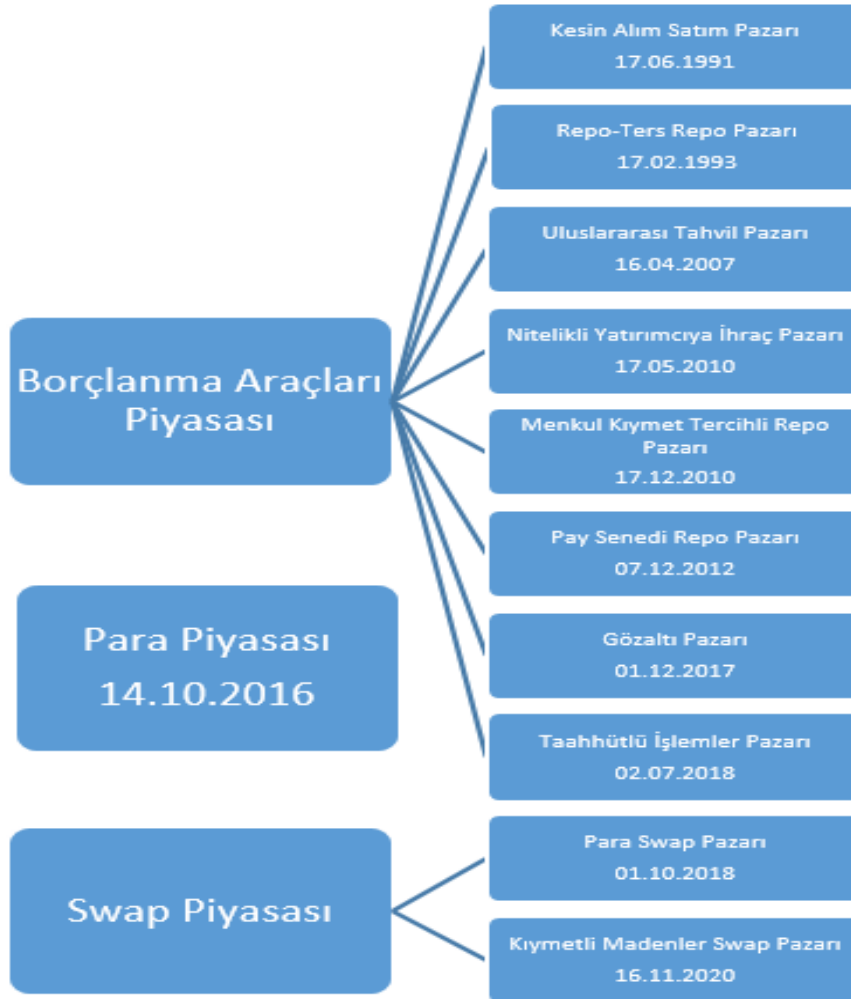 Kesin Alım Satım Pazarı
17.06.1991
Repo-Ters Repo Pazarı
17.02.1993
Uluslararası Tahvil Pazarı
16.04.2007
Nitelikli Yatırımcıya İhraç Pazarı
17.05.2010
Borçlanma Araçları
Piyasası
Menkul Kıymet Tercihli Repo
Pazarı
17.12.2010
Pay Senedi Repo Pazarı
07.12.2012
Gözaltı Pazarı
01.12.2017
Taahhütlü İşlemler Pazarı
02.07.2018
Para Piyasası
14.10.2016
Swap Piyasası
Para Swap Pazarı
01.10.2018
Kıymetli Madenler Swap Pazarı
16.11.2020